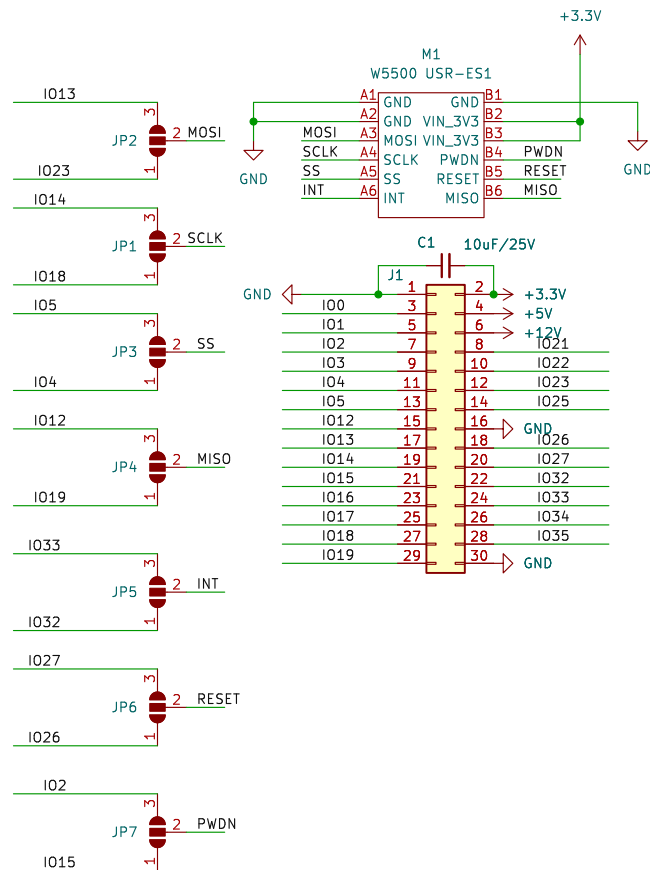 +3.3V
M1
W5500 USR-ES1
A1 GND GND B1
A2 GND VIN_3V3 B2
MOSI A3 MOSI VIN_3V3 B3
SCLK A4 SCLK PWDN B4 PWDN
SS A5 SS RESET B5 RESET
INT A6 INT MISO B6 MISO
GND
GND
IO13
3
JP2 2 MOSI
1
IO23
IO14
3
JP1 2 SCLK
1
IO18
IO5
3
JP3 2 SS
1
IO4
IO12
3
JP4 2 MISO
1
IO19
IO33
3
JP5 2 INT
1
IO32
IO27
3
JP6 2 RESET
1
IO26
IO2
3
JP7 2 PWDN
1
IO15
C1 10uF/25V
J1
GND 1 2 +3.3V
IO0 3 4 +5V
IO1 5 6 +12V
IO2 7 8 IO21
IO3 9 10 IO22
IO4 11 12 IO23
IO5 13 14 IO25
IO12 15 16 GND
IO13 17 18 IO26
IO14 19 20 IO27
IO15 21 22 IO32
IO16 23 24 IO33
IO17 25 26 IO34
IO18 27 28 IO35
IO19 29 30 GND